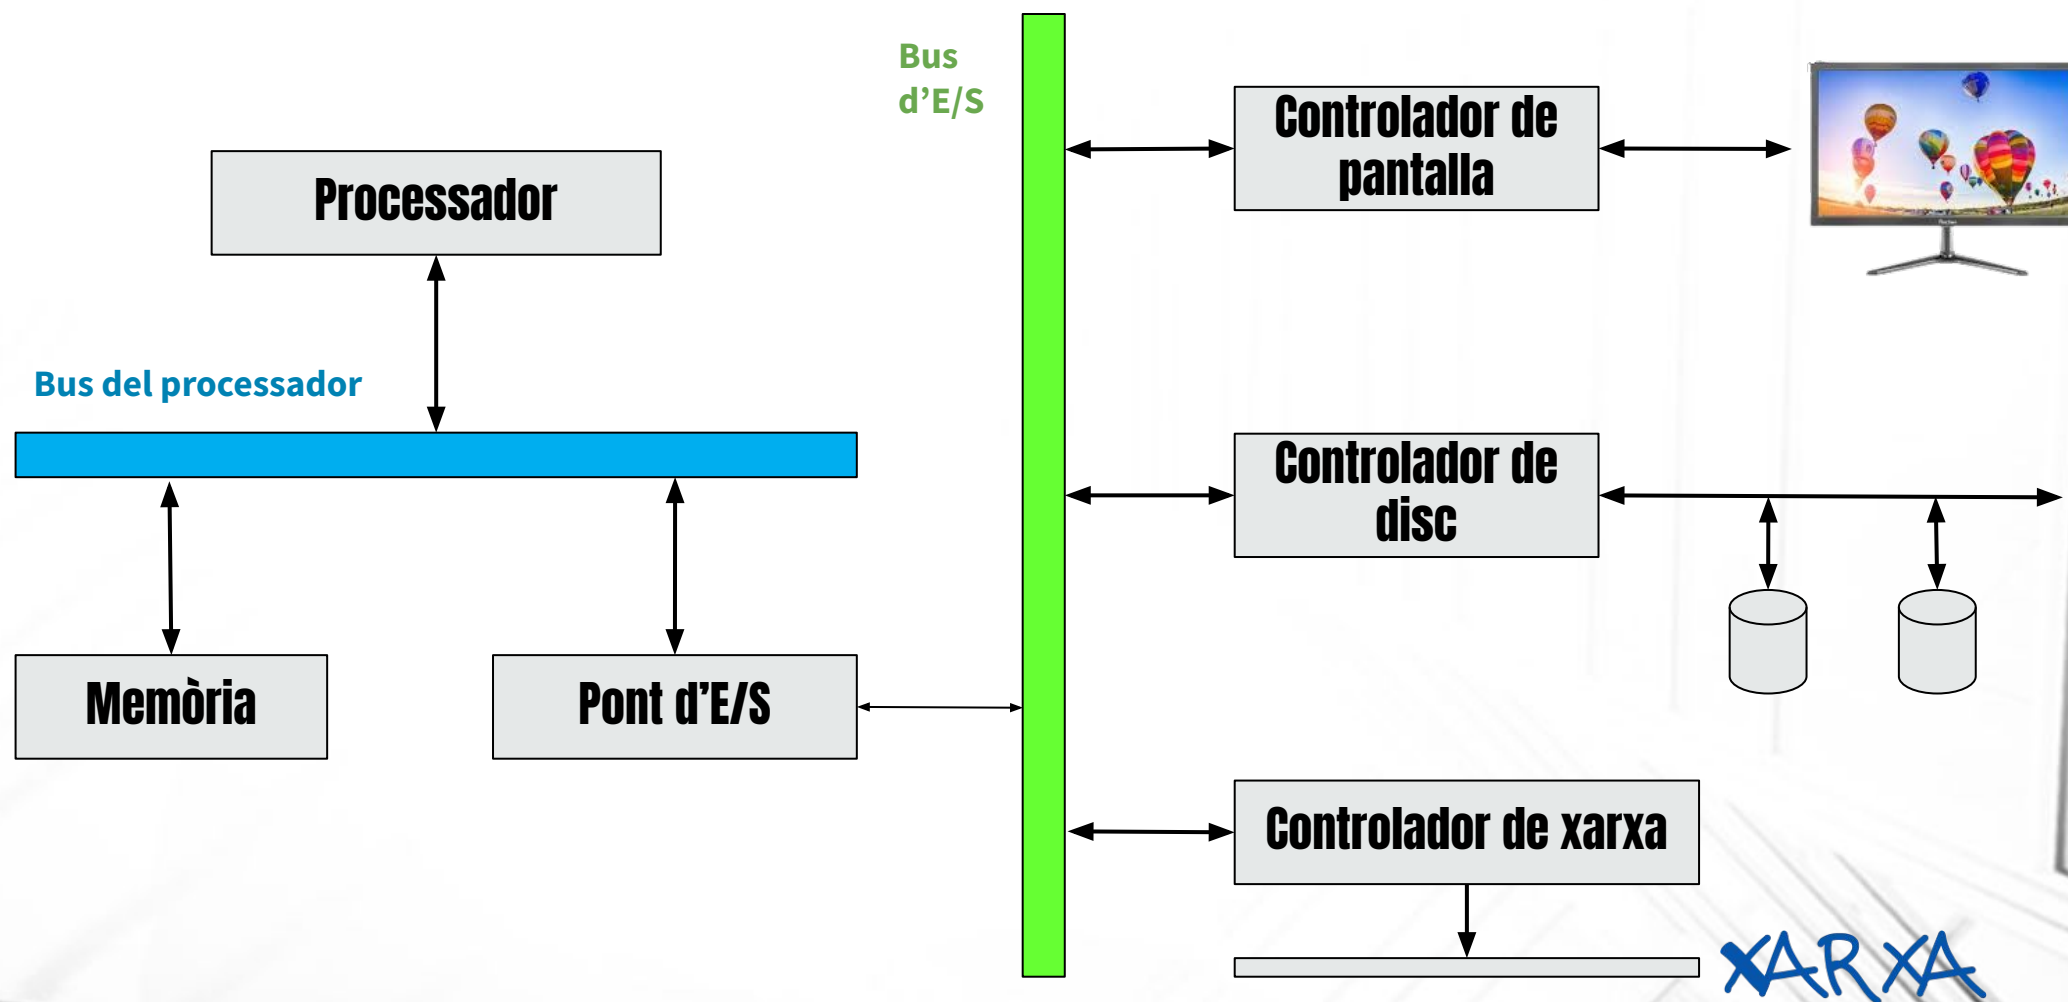 Bus
d’E/S
Controlador de
pantalla
Processador
Bus del processador
Controlador de
disc
Memòria
Pont d’E/S
Controlador de xarxa
XARXA